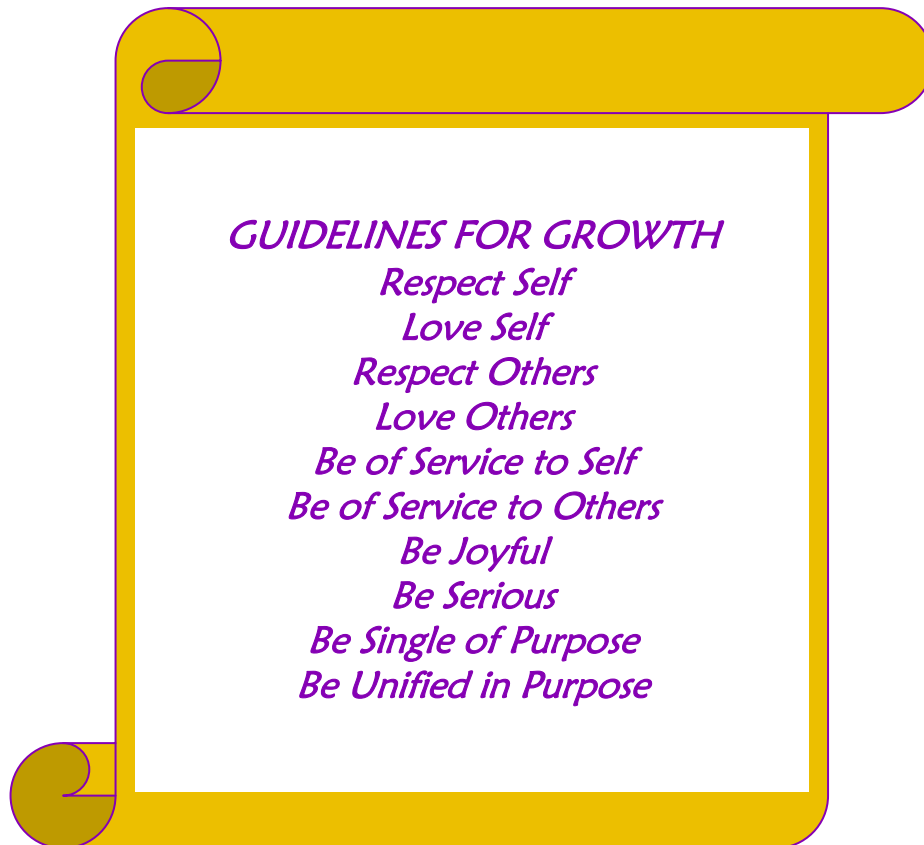 GUIDELINES FOR GROWTH
Respect Self
Love Self
Respect Others
Love Others
Be of Service to Self
Be of Service to Others
Be Joyful
Be Serious
Be Single of Purpose
Be Unified in Purpose